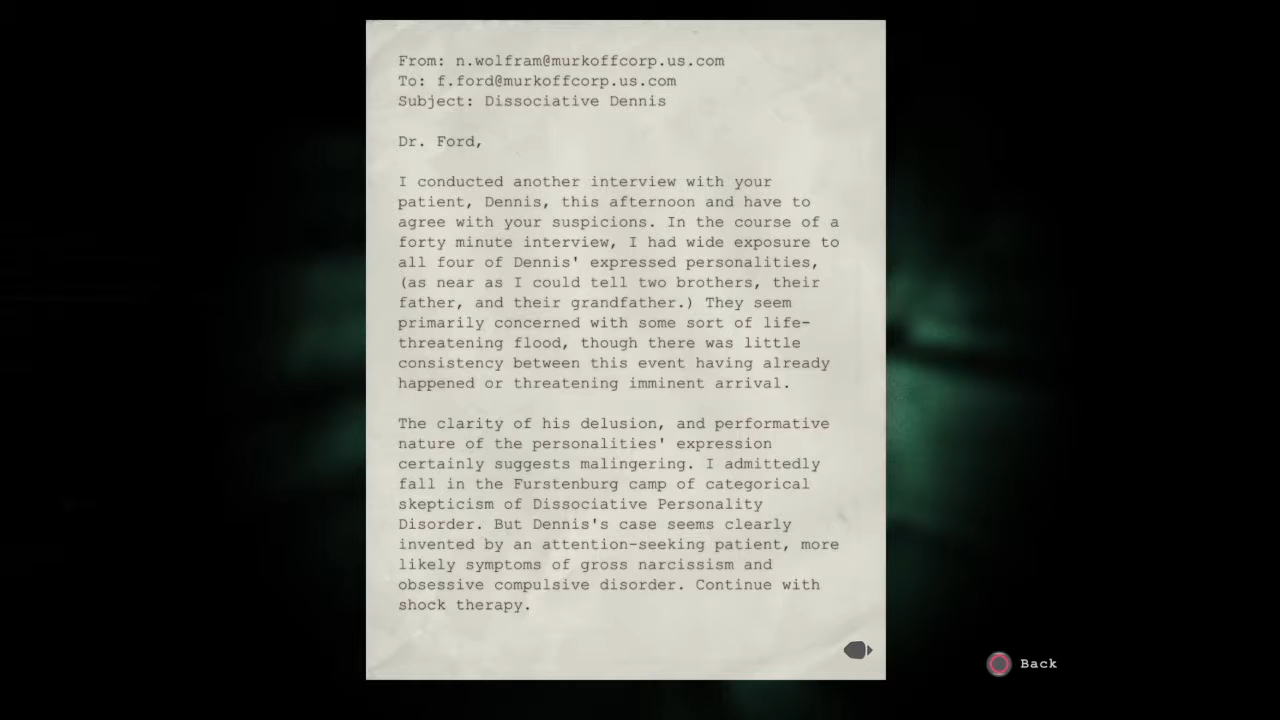 From: n.wolfram@murkoffcorp.us.com
To: f.ford@murkoffcorp.us.com
Subject: Dissociative Dennis
Dr. Ford,
I conducted another interview with your
patient, Dennis, this afternoon and have to
agree with your suspicions. In the course of a
forty minute interview, I had wide exposure to
all four of Dennis' expressed personalities,
(as near as I could tell two brothers, their
father, and their grandfather.) They seem
primarily concerned with some sort of life-
threatening flood, though there was little
consistency between this event having already
happened or threatening imminent arrival.
The clarity of his delusion, and performative
nature of the personalities' expression
certainly suggests malingering. I admittedly
fall in the Furstenburg camp of categorical
skepticism of Dissociative Personality
Disorder. But Dennis's case seems clearly
invented by an attention-seeking patient, more
likely symptoms of gross narcissism and
obsessive compulsive disorder. Continue with
shock therapy.
Back